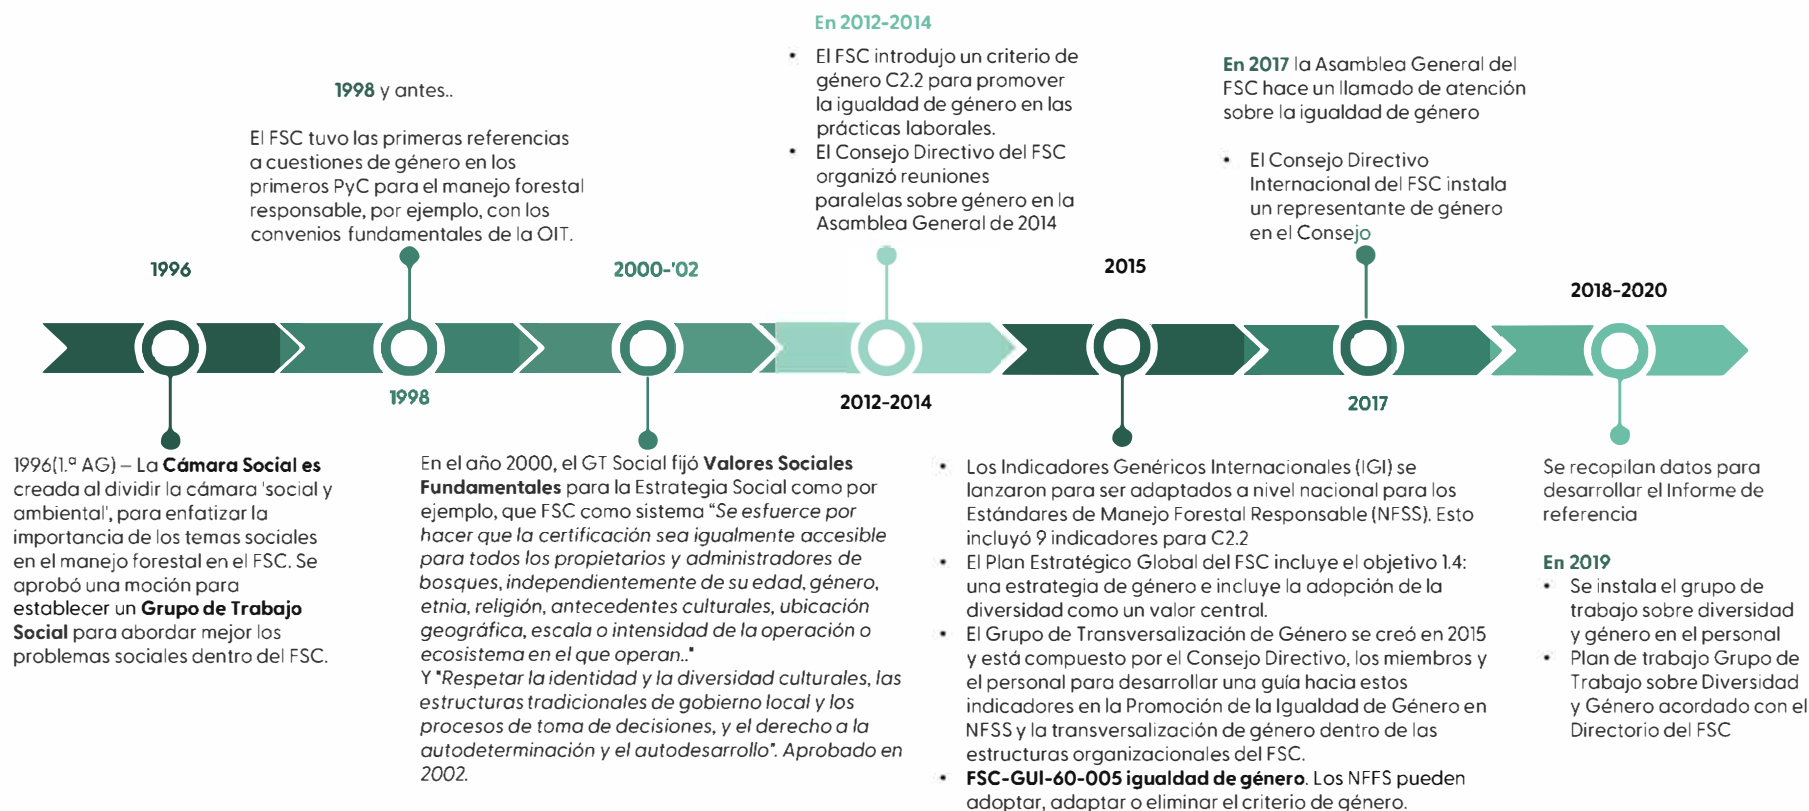 1996
1996(1.ª AG) – La Cámara Social es
creada al dividir la cámara 'social y
ambiental', para enfatizar la
importancia de los temas sociales
en el manejo forestal en el FSC. Se
aprobó una moción para
establecer un Grupo de Trabajo
Social para abordar mejor los
problemas sociales dentro del FSC.
1998 y antes..
El FSC tuvo las primeras referencias
a cuestiones de género en los
primeros PyC para el manejo forestal
responsable, por ejemplo, con los
convenios fundamentales de la OIT.
1998
2000-'02
En el año 2000, el GT Social fijó Valores Sociales
Fundamentales para la Estrategia Social como por
ejemplo, que FSC como sistema "Se esfuerce por
hacer que la certificación sea igualmente accesible
para todos los propietarios y administradores de
bosques, independientemente de su edad, género,
etnia, religión, antecedentes culturales, ubicación
geográfica, escala o intensidad de la operación o
ecosistema en el que operan.."
Y "Respetar la identidad y la diversidad culturales, las
estructuras tradicionales de gobierno local y los
procesos de toma de decisiones, y el derecho a la
autodeterminación y el autodesarrollo". Aprobado en
2002.
En 2012-2014
• El FSC introdujo un criterio de
género C2.2 para promover
la igualdad de género en las
prácticas laborales.
• El Consejo Directivo del FSC
organizó reuniones
paralelas sobre género en la
Asamblea General de 2014
2012-2014
2015
• Los Indicadores Genéricos Internacionales (IGI) se
lanzaron para ser adaptados a nivel nacional para los
Estándares de Manejo Forestal Responsable (NFSS). Esto
incluyó 9 indicadores para C2.2
• El Plan Estratégico Global del FSC incluye el objetivo 1.4:
una estrategia de género e incluye la adopción de la
diversidad como un valor central.
• El Grupo de Transversalización de Género se creó en 2015
y está compuesto por el Consejo Directivo, los miembros y
el personal para desarrollar una guía hacia estos
indicadores en la Promoción de la Igualdad de Género en
NFSS y la transversalización de género dentro de las
estructuras organizacionales del FSC.
• FSC-GUI-60-005 igualdad de género. Los NFFS pueden
adoptar, adaptar o eliminar el criterio de género.
En 2017 la Asamblea General del
FSC hace un llamado de atención
sobre la igualdad de género
• El Consejo Directivo
Internacional del FSC instala
un representante de género
en el Consejo
2017
2018-2020
Se recopilan datos para
desarrollar el Informe de
referencia
En 2019
• Se instala el grupo de
trabajo sobre diversidad
y género en el personal
• Plan de trabajo Grupo de
Trabajo sobre Diversidad
y Género acordado con el
Directorio del FSC